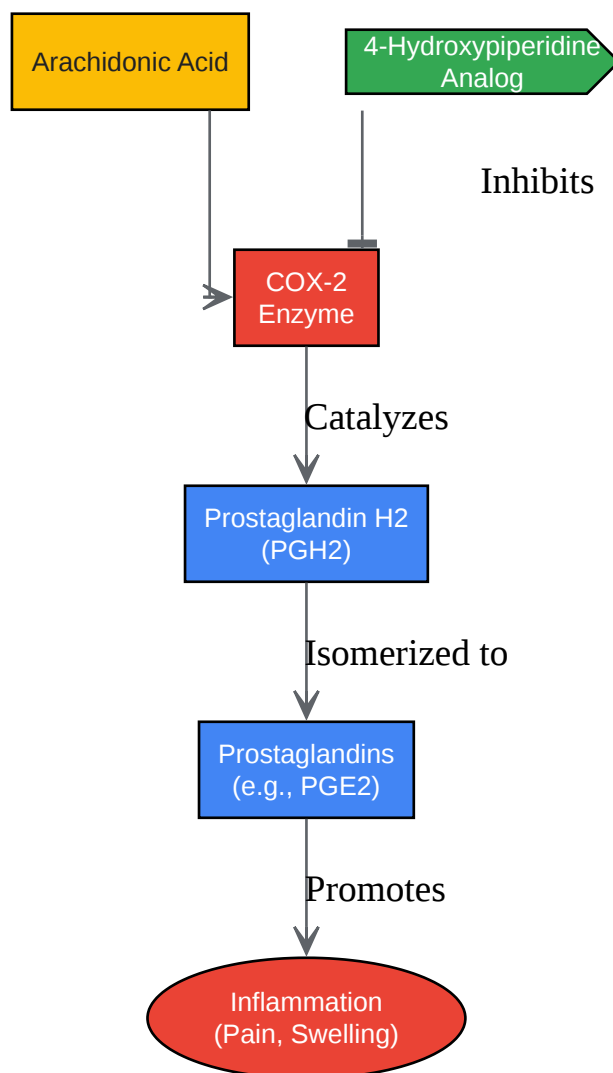 Arachidonic Acid
4-Hydroxypiperidine
Analog
Inhibits
COX-2
Enzyme
Catalyzes
Prostaglandin H2
(PGH2)
Isomerized to
Prostaglandins
(e.g., PGE2)
Promotes
Inflammation
(Pain, Swelling)